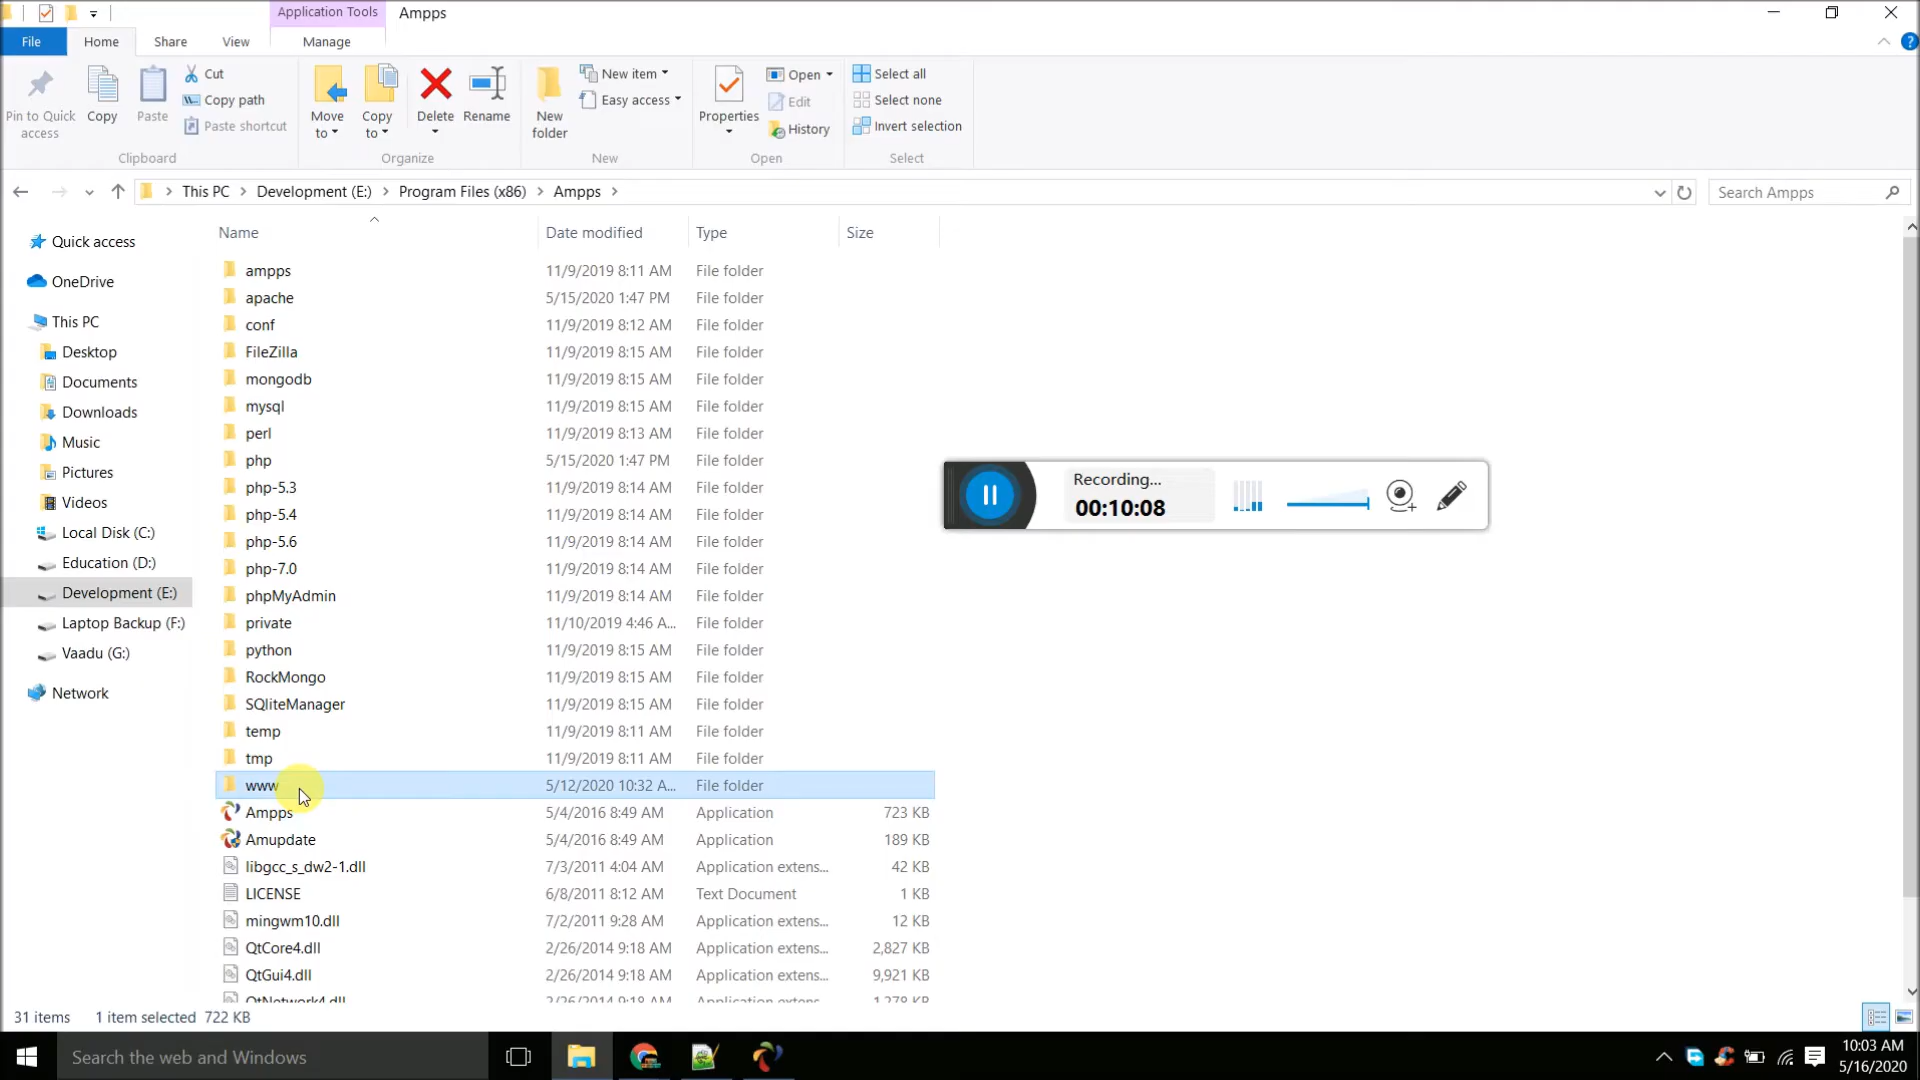 Application Tools Ampps
File Home Share View Manage
Pin to Quick access
Copy
Paste
Cut
Copy path
Paste shortcut
Clipboard
Move to
Copy to
Delete
Rename
Organize
New folder
New item
Easy access
New
Properties
Open
Edit
History
Open
Select all
Select none
Invert selection
Select
This PC Development (E:) Program Files (x86) Ampps
Search Ampps
Quick access
OneDrive
This PC
Desktop
Documents
Downloads
Music
Pictures
Videos
Local Disk (C:)
Education (D:)
Development (E:)
Laptop Backup (F:)
Vaadu (G:)
Network
Name Date modified Type Size
ampps 11/9/2019 8:11 AM File folder
apache 5/15/2020 1:47 PM File folder
conf 11/9/2019 8:12 AM File folder
FileZilla 11/9/2019 8:15 AM File folder
mongodb 11/9/2019 8:15 AM File folder
mysql 11/9/2019 8:15 AM File folder
perl 11/9/2019 8:13 AM File folder
php 5/15/2020 1:47 PM File folder
php-5.3 11/9/2019 8:14 AM File folder
php-5.4 11/9/2019 8:14 AM File folder
php-5.6 11/9/2019 8:14 AM File folder
php-7.0 11/9/2019 8:14 AM File folder
phpMyAdmin 11/9/2019 8:14 AM File folder
private 11/10/2019 4:46 A... File folder
python 11/9/2019 8:15 AM File folder
RockMongo 11/9/2019 8:15 AM File folder
SQliteManager 11/9/2019 8:15 AM File folder
temp 11/9/2019 8:11 AM File folder
tmp 11/9/2019 8:11 AM File folder
www 5/12/2020 10:32 A... File folder
Ampps 5/4/2016 8:49 AM Application 723 KB
Amupdate 5/4/2016 8:49 AM Application 189 KB
libgcc_s_dw2-1.dll 7/3/2011 4:04 AM Application extens... 42 KB
LICENSE 6/8/2011 8:12 AM Text Document 1 KB
mingwm10.dll 7/2/2011 9:28 AM Application extens... 12 KB
QtCore4.dll 2/26/2014 9:18 AM Application extens... 2,827 KB
QtGui4.dll 2/26/2014 9:18 AM Application extens... 9,921 KB
QtNetwork4.dll 2/26/2014 9:18 AM Application extens... 1,278 KB
Recording...
00:10:08
31 items 1 item selected 722 KB
Search the web and Windows
10:03 AM
5/16/2020